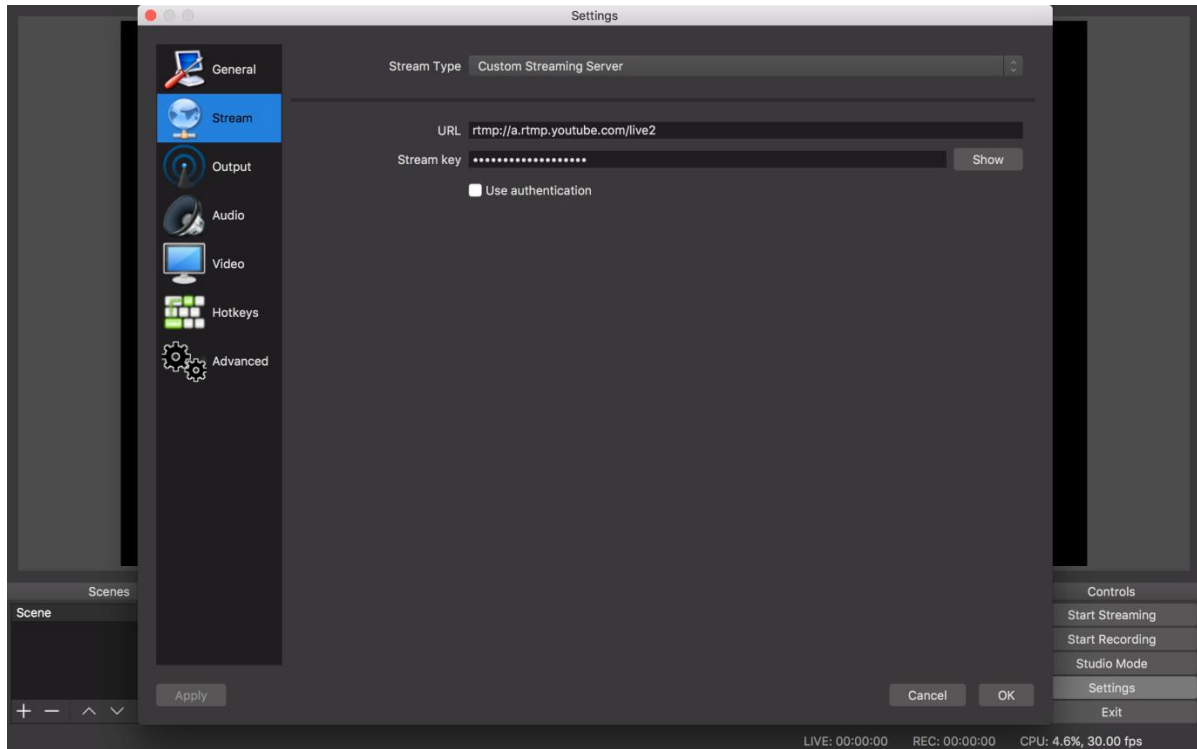 Settings
General
Stream
Output
Audio
Video
Hotkeys
Advanced
Stream Type Custom Streaming Server
URL rtmp://a.rtmp.youtube.com/live2
Stream key •••••••••••••••••••
Show
Use authentication
Apply
Cancel
OK
Scenes
Scene
Controls
Start Streaming
Start Recording
Studio Mode
Settings
Exit
LIVE: 00:00:00 REC: 00:00:00 CPU: 4.6%, 30.00 fps